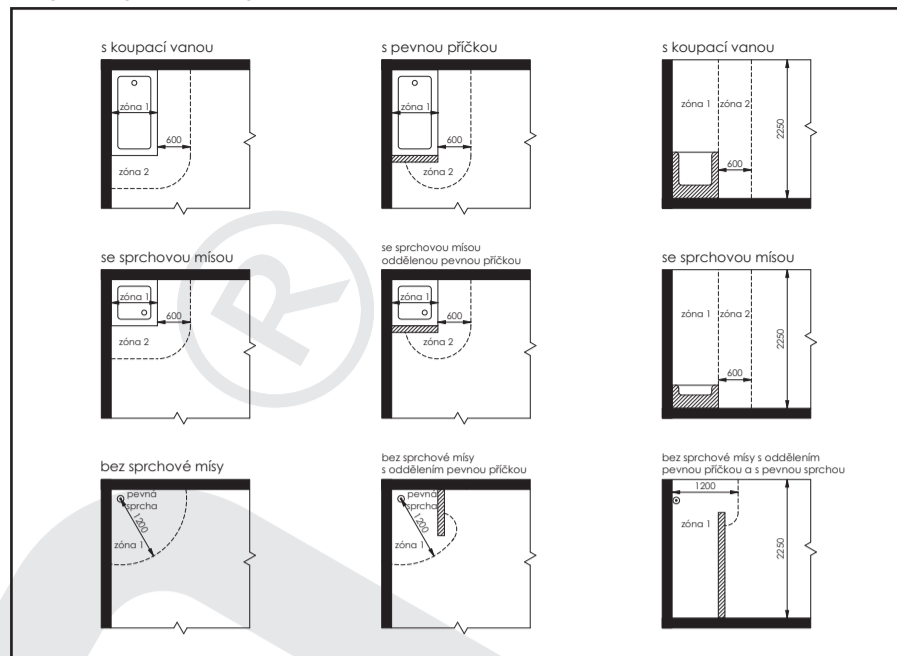 s koupací vanou
zóna 1
600
zóna 2
s pevnou příčkou
zóna 1
600
zóna 2
s koupací vanou
zóna 1
zóna 2
600
2250
se sprchovou mísou
zóna 1
600
zóna 2
se sprchovou mísou
oddělenou pevnou příčkou
zóna 1
600
zóna 2
se sprchovou mísou
zóna 1
zóna 2
600
2250
bez sprchové mísy
pevná
sprcha
1200
zóna 1
bez sprchové mísy
s oddělením pevnou příčkou
pevná
sprcha
1200
zóna 1
bez sprchové mísy s oddělením
pevnou příčkou a s pevnou sprchou
1200
zóna 1
2250
R